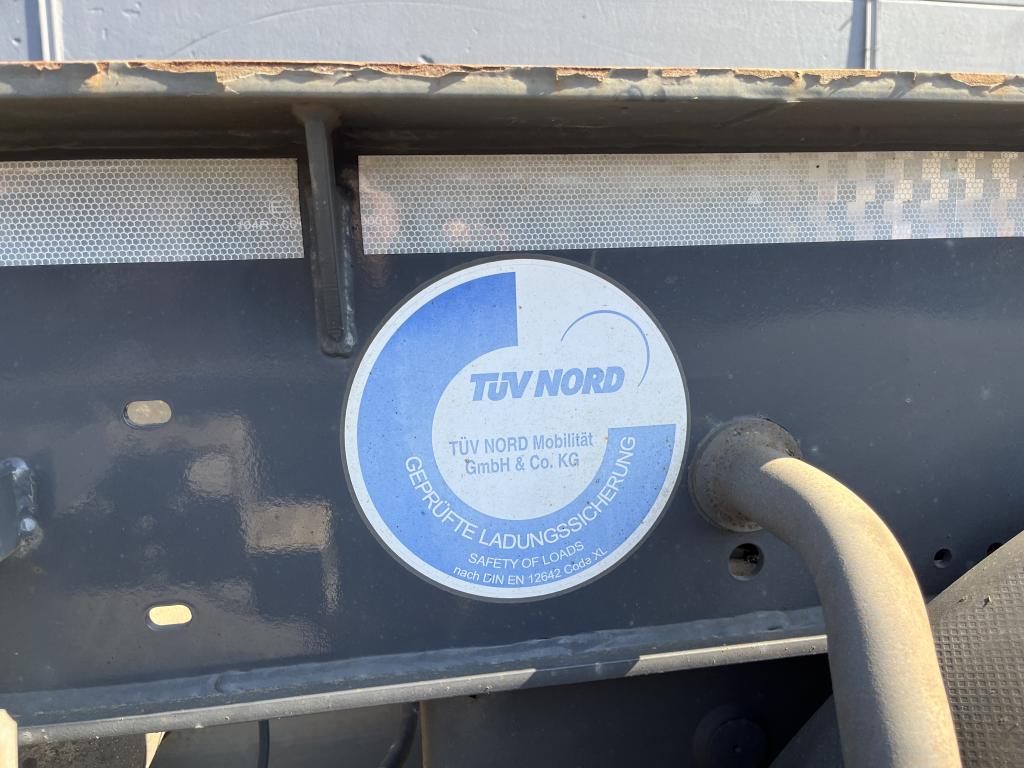 TÜV NORD
TÜV NORD Mobilität
GmbH & Co. KG
GEPRÜFTE LADUNGSSICHERUNG
SAFETY OF LOADS
nach DIN EN 12642 Code XL